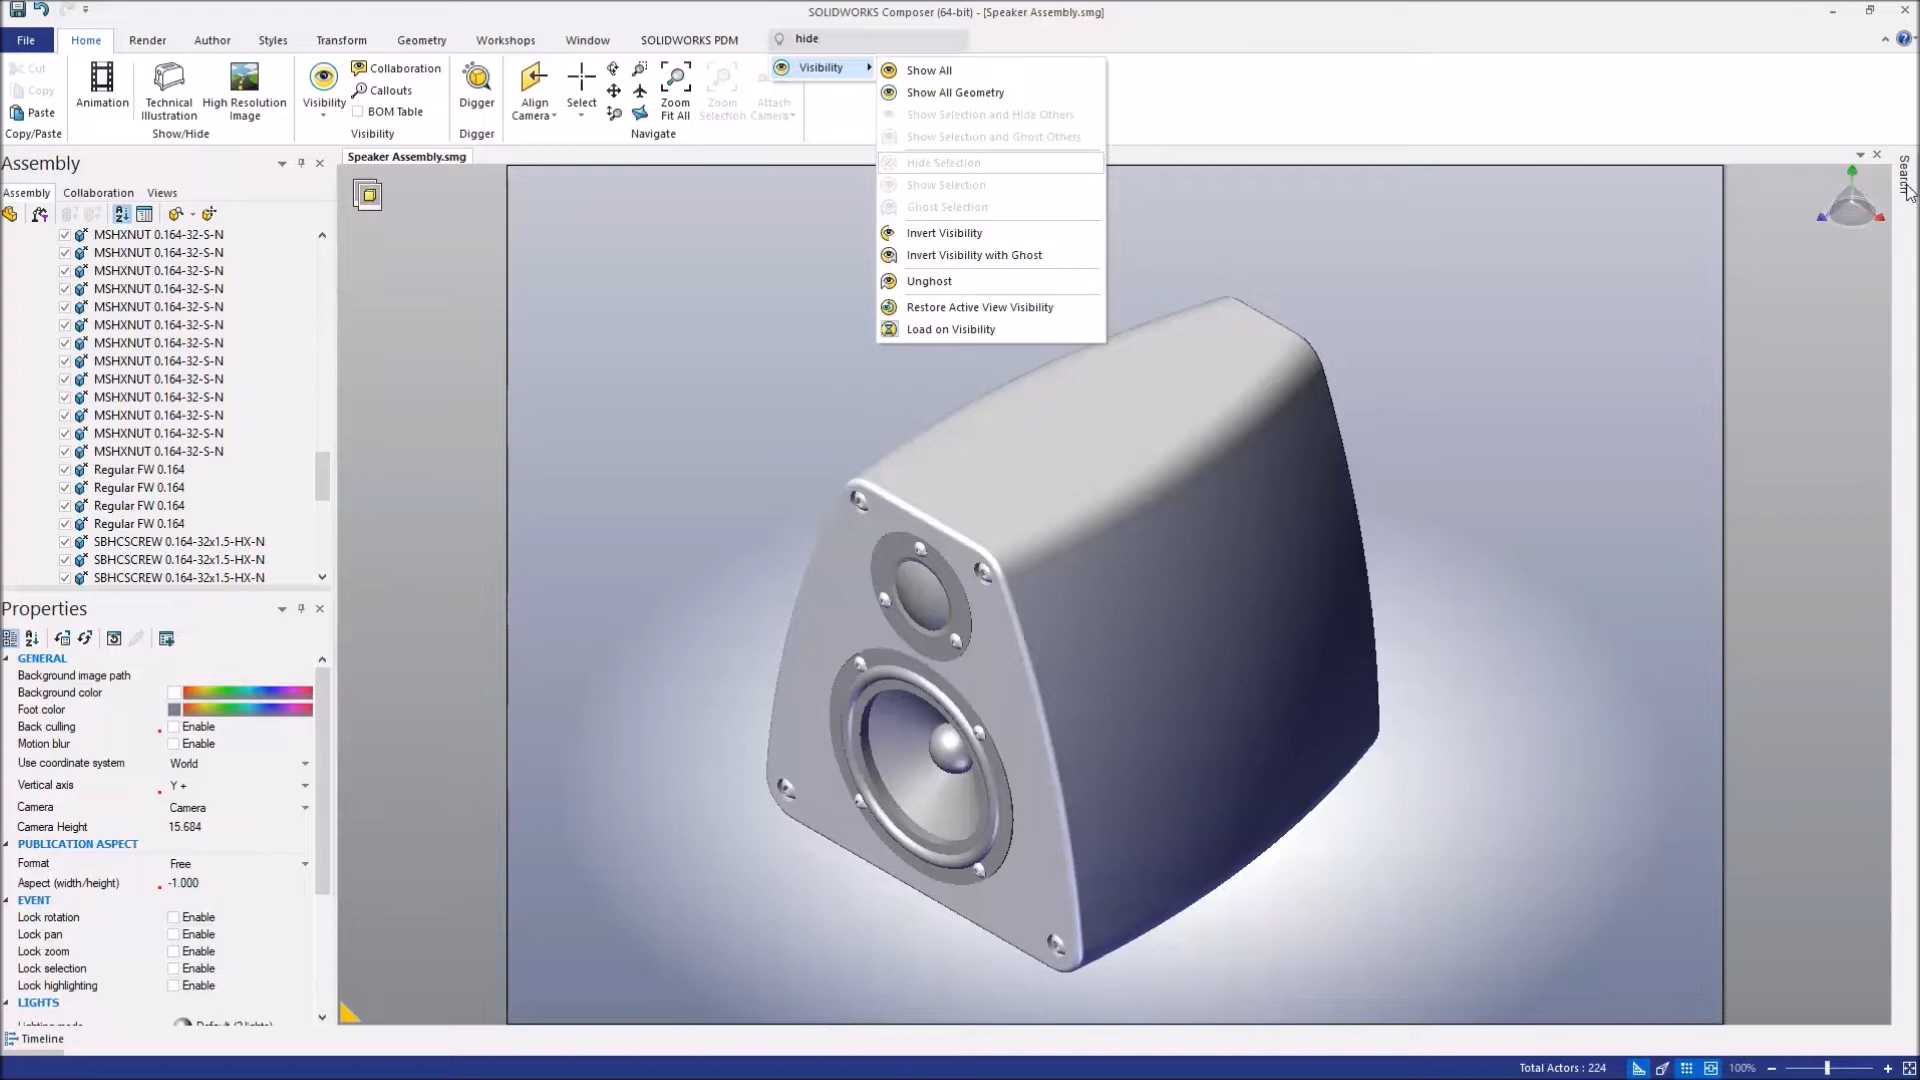 SOLIDWORKS Composer (64-bit) - [Speaker Assembly.smg]
File
Home
Render
Author
Styles
Transform
Geometry
Workshops
Window
SOLIDWORKS PDM
hide
Cut
Copy
Paste
Copy/Paste
Animation
Technical
Illustration
High Resolution
Image
Show/Hide
Visibility
Collaboration
Callouts
BOM Table
Visibility
Digger
Digger
Align
Camera
Select
Zoom
Fit All
Zoom
Selection
Attach
Camera
Navigate
Visibility
Show All
Show All Geometry
Show Selection and Hide Others
Show Selection and Ghost Others
Hide Selection
Show Selection
Ghost Selection
Invert Visibility
Invert Visibility with Ghost
Unghost
Restore Active View Visibility
Load on Visibility
Search
Speaker Assembly.smg
Assembly
Assembly
Collaboration
Views
MSHXNUT 0.164-32-S-N
MSHXNUT 0.164-32-S-N
MSHXNUT 0.164-32-S-N
MSHXNUT 0.164-32-S-N
MSHXNUT 0.164-32-S-N
MSHXNUT 0.164-32-S-N
MSHXNUT 0.164-32-S-N
MSHXNUT 0.164-32-S-N
MSHXNUT 0.164-32-S-N
MSHXNUT 0.164-32-S-N
MSHXNUT 0.164-32-S-N
MSHXNUT 0.164-32-S-N
MSHXNUT 0.164-32-S-N
Regular FW 0.164
Regular FW 0.164
Regular FW 0.164
Regular FW 0.164
SBHCSCREW 0.164-32x1.5-HX-N
SBHCSCREW 0.164-32x1.5-HX-N
SBHCSCREW 0.164-32x1.5-HX-N
Properties
GENERAL
Background image path
Background color
Foot color
Back culling Enable
Motion blur Enable
Use coordinate system World
Vertical axis Y +
Camera Camera
Camera Height 15.684
PUBLICATION ASPECT
Format Free
Aspect (width/height) -1.000
EVENT
Lock rotation Enable
Lock pan Enable
Lock zoom Enable
Lock selection Enable
Lock highlighting Enable
LIGHTS
Lighting mode Default (2 lights)
Timeline
Total Actors : 224
100%